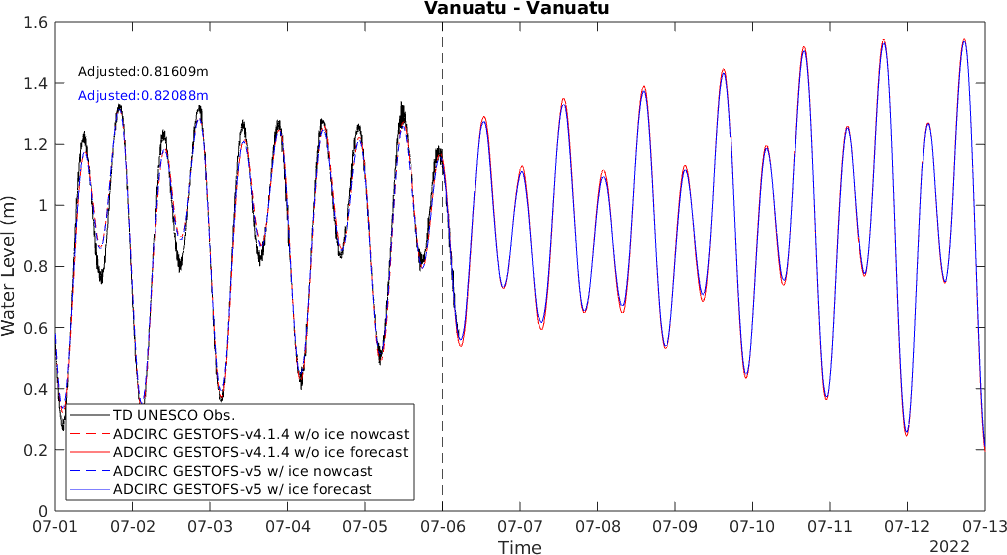 Vanuatu - Vanuatu
1.6
1.4
1.2
1
0.8
0.6
0.4
0.2
0
Water Level (m)
Adjusted:0.81609m
Adjusted:0.82088m
TD UNESCO Obs.
ADCIRC GESTOFS-v4.1.4 w/o ice nowcast
ADCIRC GESTOFS-v4.1.4 w/o ice forecast
ADCIRC GESTOFS-v5 w/ ice nowcast
ADCIRC GESTOFS-v5 w/ ice forecast
07-01 07-02 07-03 07-04 07-05 07-06 07-07 07-08 07-09 07-10 07-11 07-12 07-13
Time
2022